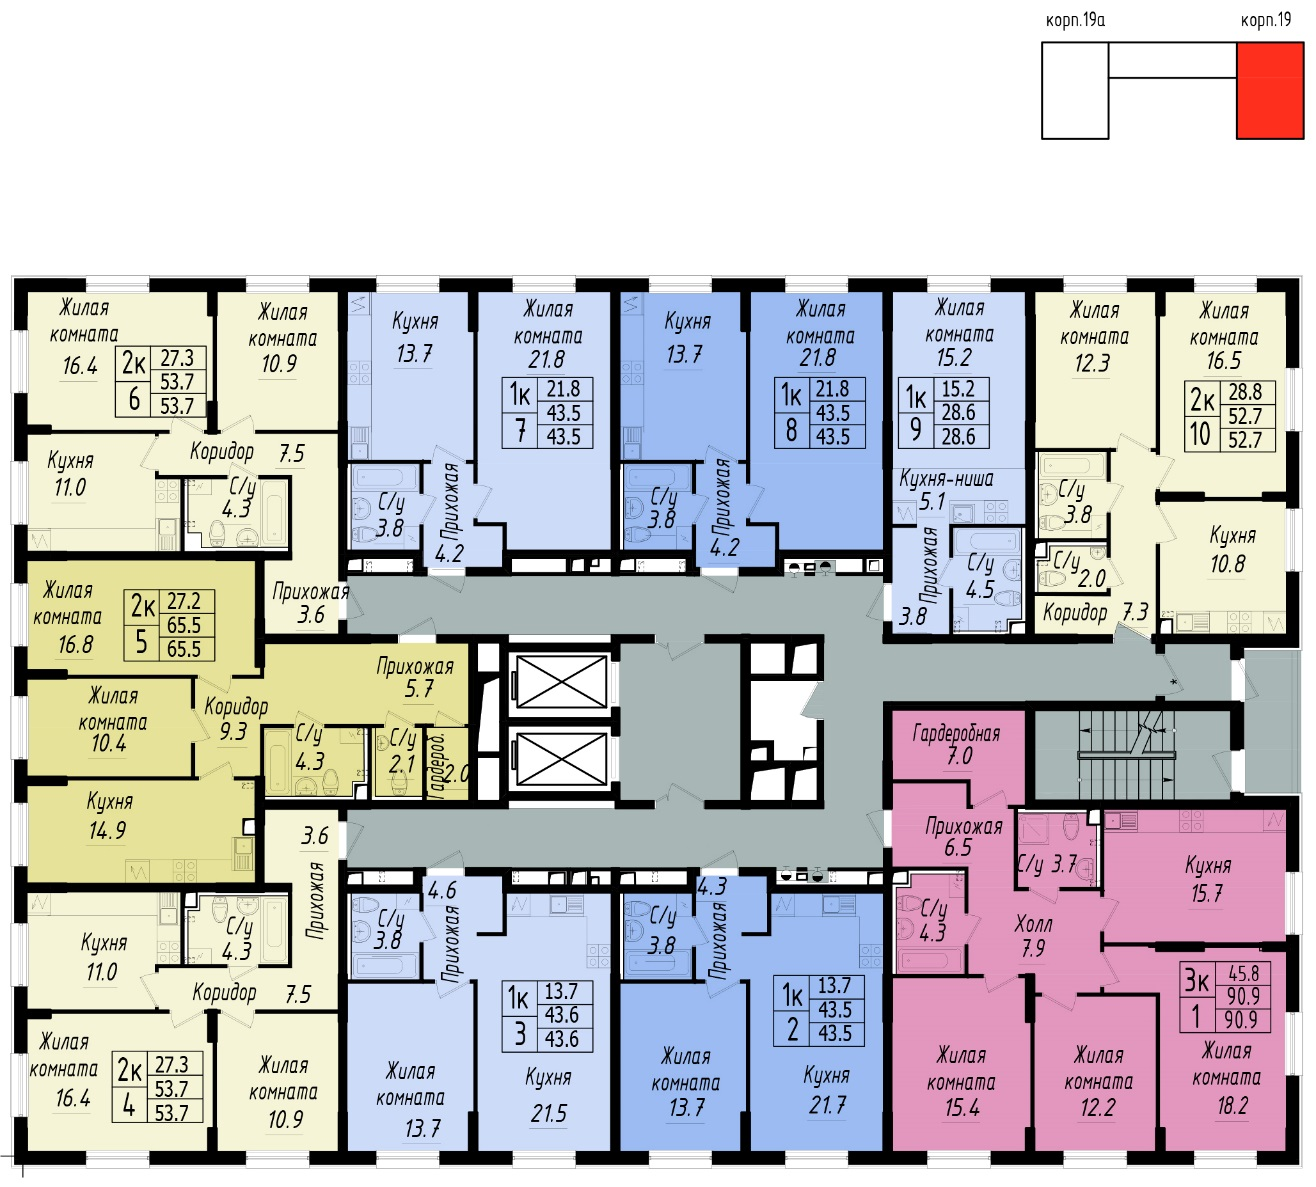 корп.19а
корп.19
Жилая
комната
16.4
2к
6
27.3
53.7
53.7
Жилая
комната
10.9
Кухня
13.7
Жилая
комната
21.8
1к
7
21.8
43.5
43.5
Кухня
13.7
Жилая
комната
21.8
1к
8
21.8
43.5
43.5
Жилая
комната
15.2
1к
9
15.2
28.6
28.6
Жилая
комната
12.3
Жилая
комната
16.5
2к
10
28.8
52.7
52.7
Кухня
11.0
Коридор 7.5
С/у
4.3
Прихожая
3.6
С/у
3.8
Прихожая
4.2
С/у
3.8
Прихожая
4.2
Кухня-ниша
5.1
Прихожая
3.8
С/у
4.5
С/у
3.8
С/у
2.0
Коридор 7.3
Кухня
10.8
Жилая
комната
16.8
2к
5
27.2
65.5
65.5
Жилая
комната
10.4
Коридор
9.3
Прихожая
5.7
С/у
4.3
С/у
2.1
Гардероб.
2.0
Кухня
14.9
*
Гардеробная
7.0
Прихожая
6.5
С/у 3.7
Кухня
15.7
С/у
4.3
Холл
7.9
3к
1
45.8
90.9
90.9
Жилая
комната
15.4
Жилая
комната
12.2
Жилая
комната
18.2
3.6
Прихожая
Кухня
11.0
С/у
4.3
Коридор 7.5
Жилая
комната
16.4
2к
4
27.3
53.7
53.7
Жилая
комната
10.9
С/у
3.8
4.6
Прихожая
1к
3
13.7
43.6
43.6
Жилая
комната
13.7
Кухня
21.5
С/у
3.8
4.3
Прихожая
1к
2
13.7
43.5
43.5
Жилая
комната
13.7
Кухня
21.7